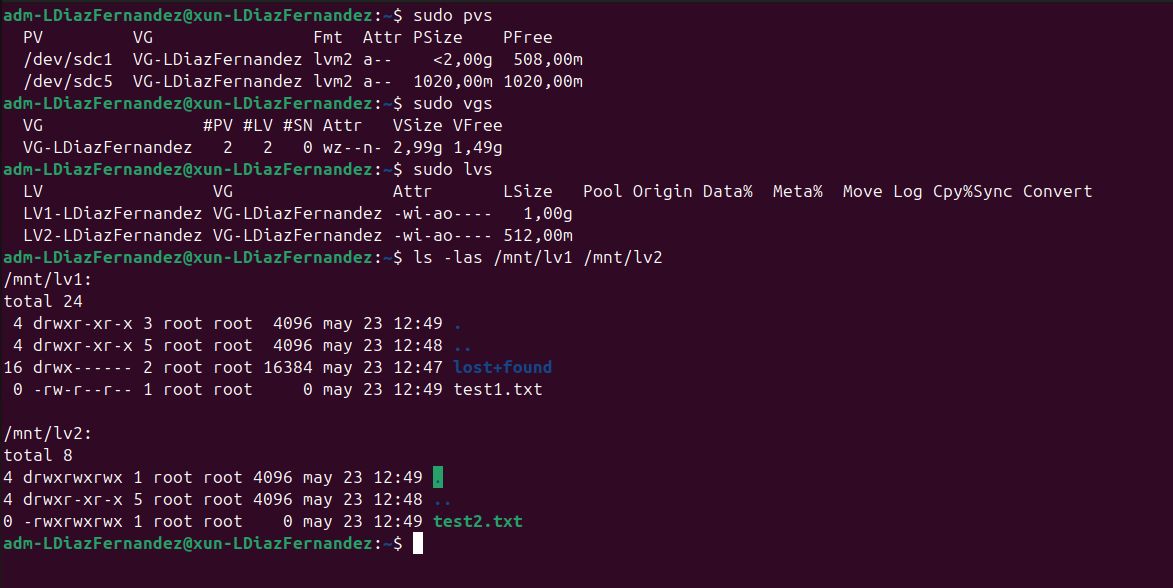 adm-LDiazFernandez@xun-LDiazFernandez:~$ sudo pvs
  PV         VG                Fmt  Attr PSize    PFree
  /dev/sdc1  VG-LDiazFernandez lvm2 a--    <2,00g  508,00m
  /dev/sdc5  VG-LDiazFernandez lvm2 a--  1020,00m 1020,00m
adm-LDiazFernandez@xun-LDiazFernandez:~$ sudo vgs
  VG                #PV #LV #SN Attr   VSize VFree
  VG-LDiazFernandez   2   2   0 wz--n- 2,99g 1,49g
adm-LDiazFernandez@xun-LDiazFernandez:~$ sudo lvs
  LV                 VG                Attr       LSize   Pool Origin Data%  Meta%  Move Log Cpy%Sync Convert
  LV1-LDiazFernandez VG-LDiazFernandez -wi-ao----   1,00g
  LV2-LDiazFernandez VG-LDiazFernandez -wi-ao---- 512,00m
adm-LDiazFernandez@xun-LDiazFernandez:~$ ls -las /mnt/lv1 /mnt/lv2
/mnt/lv1:
total 24
 4 drwxr-xr-x 3 root root  4096 may 23 12:49 .
 4 drwxr-xr-x 5 root root  4096 may 23 12:48 ..
16 drwx------ 2 root root 16384 may 23 12:47 lost+found
 0 -rw-r--r-- 1 root root     0 may 23 12:49 test1.txt
/mnt/lv2:
total 8
4 drwxrwxrwx 1 root root 4096 may 23 12:49 .
4 drwxr-xr-x 5 root root 4096 may 23 12:48 ..
0 -rwxrwxrwx 1 root root    0 may 23 12:49 test2.txt
adm-LDiazFernandez@xun-LDiazFernandez:~$